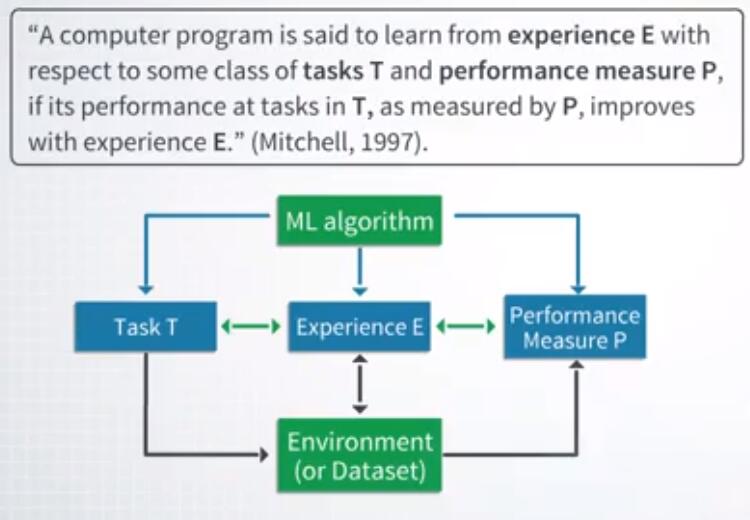 “A computer program is said to learn from experience E with
respect to some class of tasks T and performance measure P,
if its performance at tasks in T, as measured by P, improves
with experience E.” (Mitchell, 1997).
ML algorithm
Task T
Experience E
Performance
Measure P
Environment
(or Dataset)